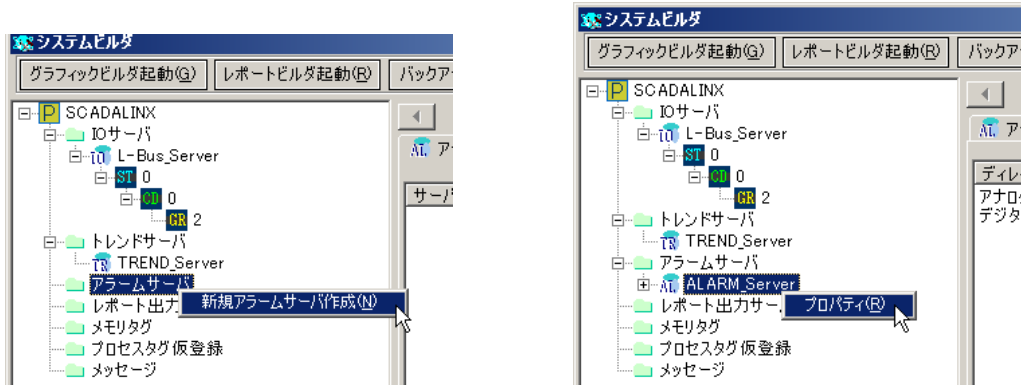 システムビルダ
グラフィックビルダ起動(G) レポートビルダ起動(R) バックア
SCADALINX
IOサーバ
L-Bus_Server
ST 0
CD 0
GR 2
トレンドサーバ
TR TREND_Server
アラームサーバ
新規アラームサーバ作成(N)
レポート出力
メモリタグ
プロセスタグ仮登録
メッセージ
AL ア
サーバ
システムビルダ
グラフィックビルダ起動(G) レポートビルダ起動(R) バックア
SCADALINX
IOサーバ
L-Bus_Server
ST 0
CD 0
GR 2
トレンドサーバ
TR TREND_Server
アラームサーバ
AL ALARM_Server
プロパティ(R)
レポート出力サー
メモリタグ
プロセスタグ仮登録
メッセージ
AL ア
ディレ
アナロ
デジタ